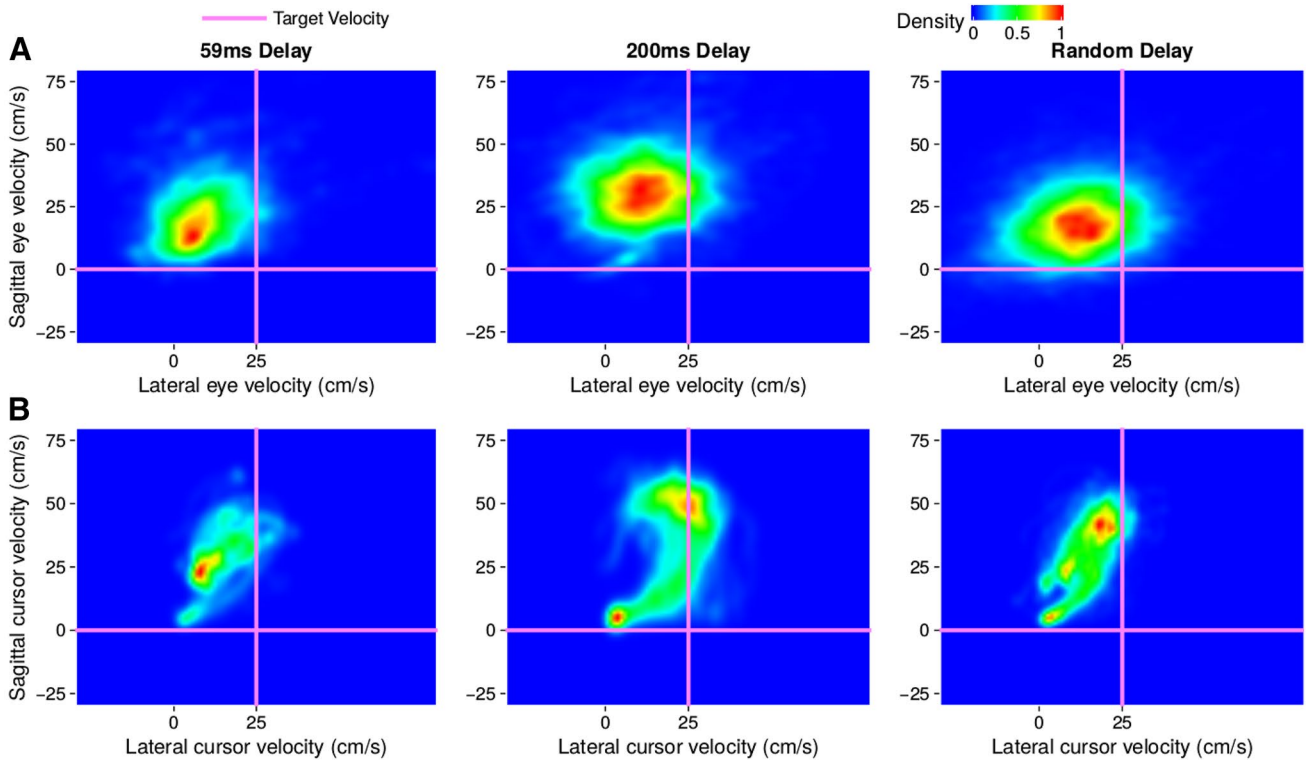 Target Velocity
Density
0 0.5 1
A
59ms Delay 200ms Delay Random Delay
Sagittal eye velocity (cm/s)
75 75 75
50 50 50
25 25 25
0 0 0
−25 −25 −25
0 25 0 25 0 25
Lateral eye velocity (cm/s) Lateral eye velocity (cm/s) Lateral eye velocity (cm/s)
B
Sagittal cursor velocity (cm/s)
75 75 75
50 50 50
25 25 25
0 0 0
−25 −25 −25
0 25 0 25 0 25
Lateral cursor velocity (cm/s) Lateral cursor velocity (cm/s) Lateral cursor velocity (cm/s)